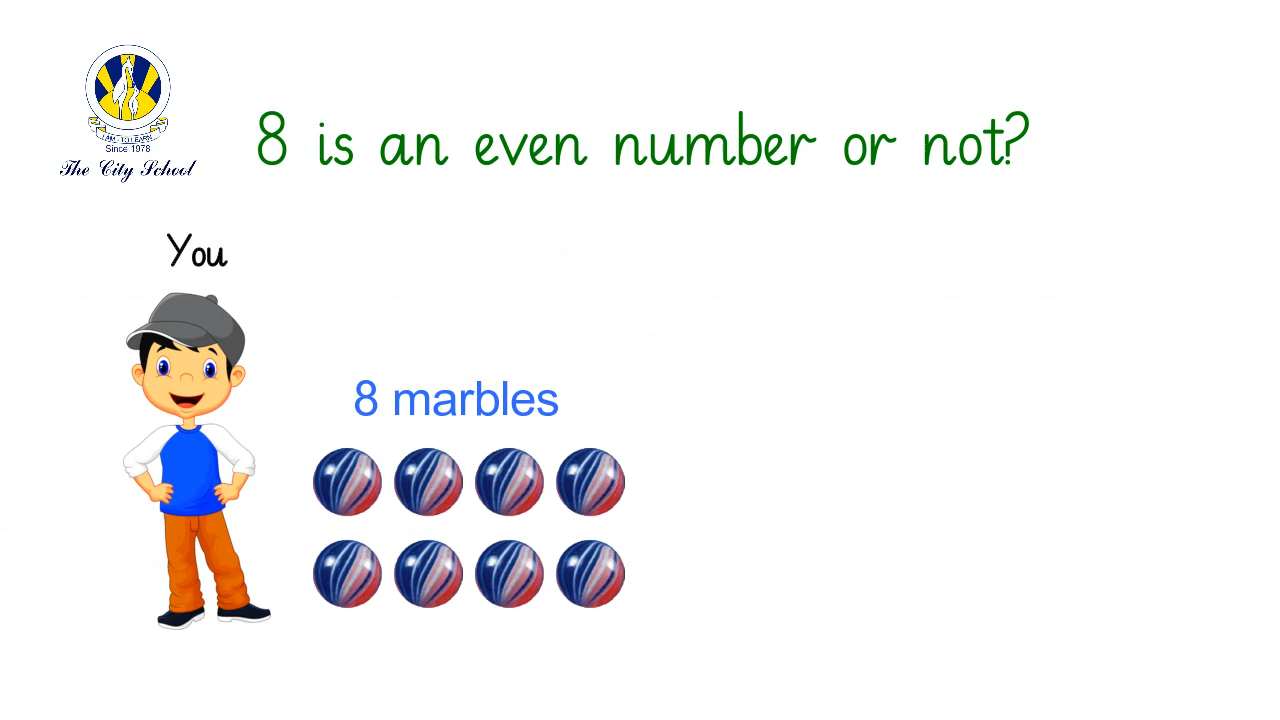 8 is an even number or not?
Since 1978
The City School
You
8 marbles